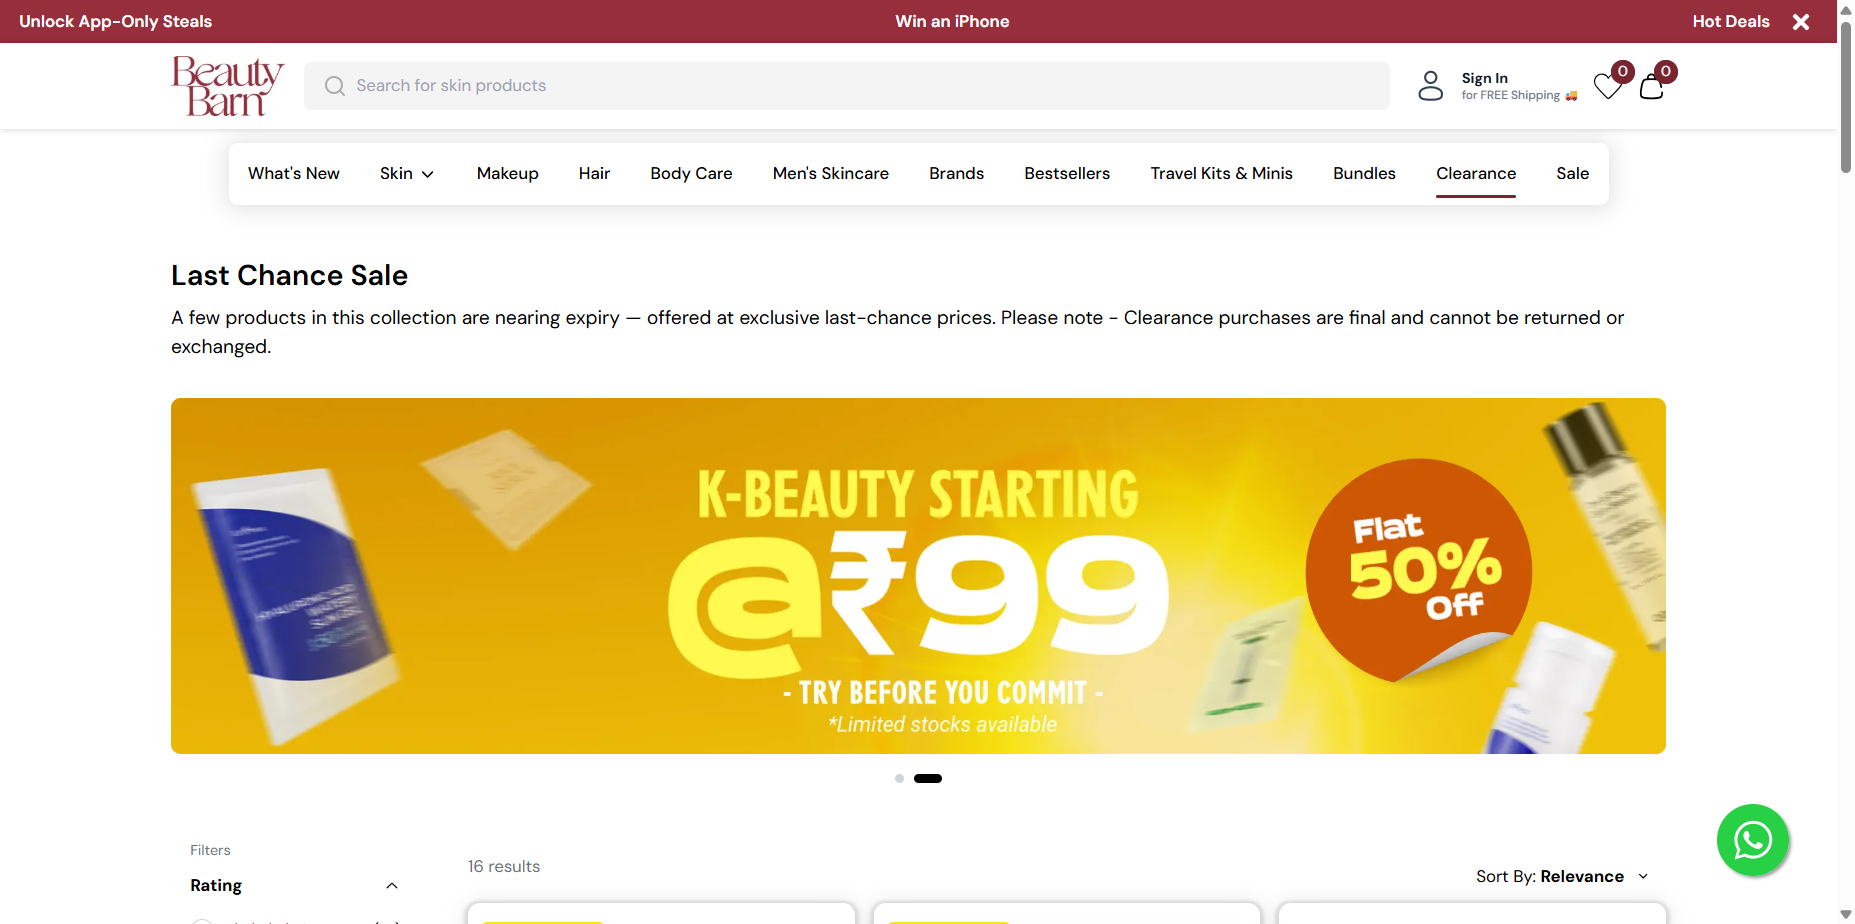 Unlock App-Only Steals
Win an iPhone
Hot Deals
Beauty
Barn
Search for skin products
Sign In
for FREE Shipping 🚚
0
0
What's New
Skin
Makeup
Hair
Body Care
Men's Skincare
Brands
Bestsellers
Travel Kits & Minis
Bundles
Clearance
Sale
Last Chance Sale
A few products in this collection are nearing expiry — offered at exclusive last-chance prices. Please note - Clearance purchases are final and cannot be returned or
exchanged.
K-BEAUTY STARTING
@₹99
- TRY BEFORE YOU COMMIT -
*Limited stocks available
Flat
50%
Off
Filters
Rating
16 results
Sort By: Relevance